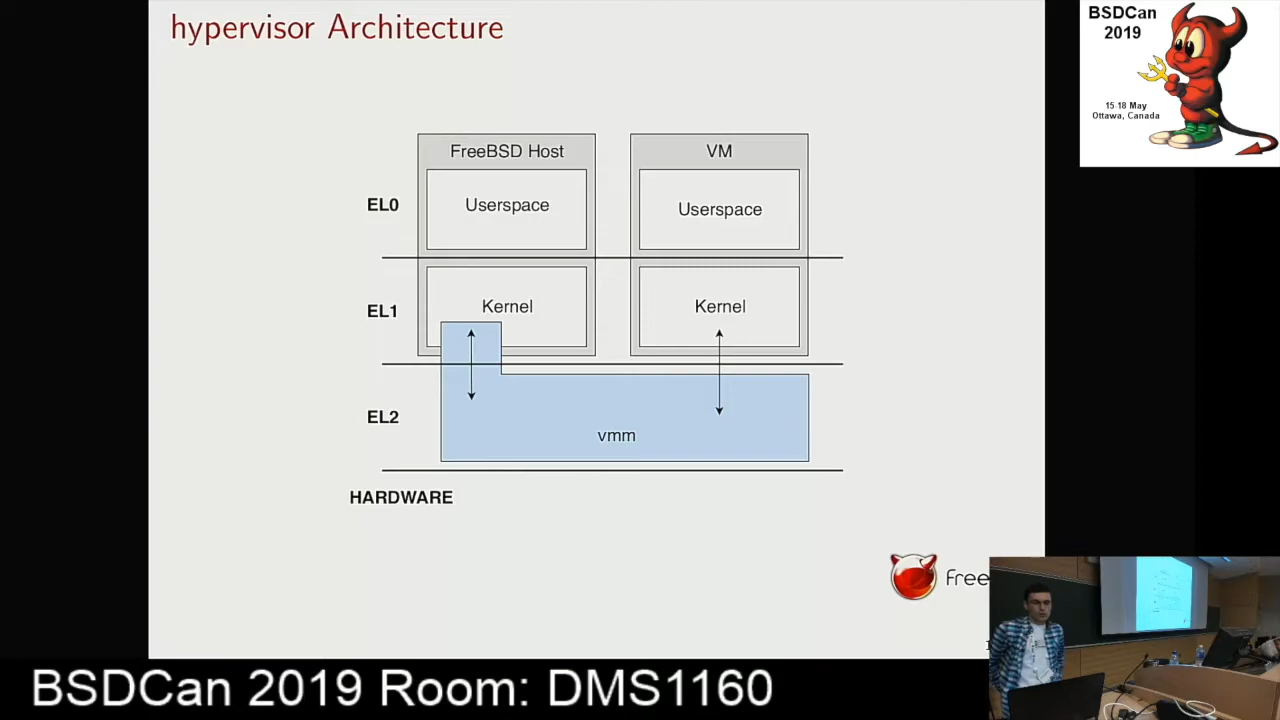 hypervisor Architecture
BSDCan
2019
15-18 May
Ottawa, Canada
FreeBSD Host
VM
EL0
Userspace
Userspace
EL1
Kernel
Kernel
EL2
vmm
HARDWARE
Free
BSDCan 2019 Room: DMS1160